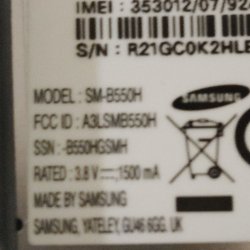 IMEI : 353012/07/924
S/N : R21GC0K2HLE
MODEL : SM-B550H
SAMSUNG
FCC ID : A3LSMB550H
SSN : -B550HGSMH
RATED : 3.8 V ⎓; 1500 mA
MADE BY SAMSUNG
SAMSUNG, YATELEY, GU46 6GG, UK